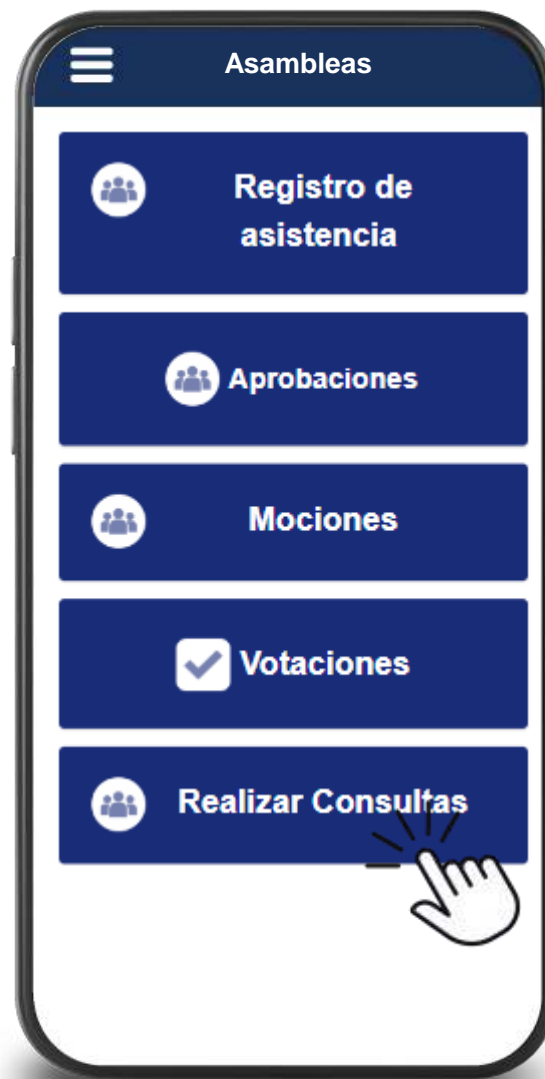 Asambleas
Registro de
asistencia
Aprobaciones
Mociones
Votaciones
Realizar Consultas